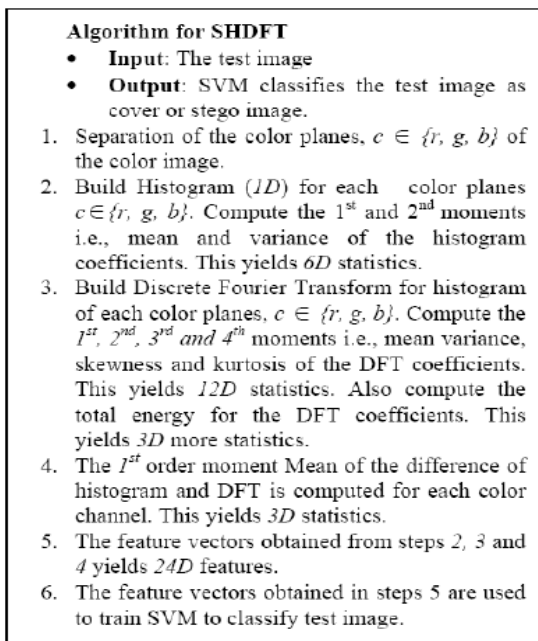 Algorithm for SHDFT
• Input: The test image
• Output: SVM classifies the test image as
cover or stego image.
1. Separation of the color planes, c ∈ {r, g, b} of
the color image.
2. Build Histogram (1D) for each color planes
c∈{r, g, b}. Compute the 1st and 2nd moments
i.e., mean and variance of the histogram
coefficients. This yields 6D statistics.
3. Build Discrete Fourier Transform for histogram
of each color planes, c ∈ {r, g, b}. Compute the
1st, 2nd, 3rd and 4th moments i.e., mean variance,
skewness and kurtosis of the DFT coefficients.
This yields 12D statistics. Also compute the
total energy for the DFT coefficients. This
yields 3D more statistics.
4. The 1st order moment Mean of the difference of
histogram and DFT is computed for each color
channel. This yields 3D statistics.
5. The feature vectors obtained from steps 2, 3 and
4 yields 24D features.
6. The feature vectors obtained in steps 5 are used
to train SVM to classify test image.